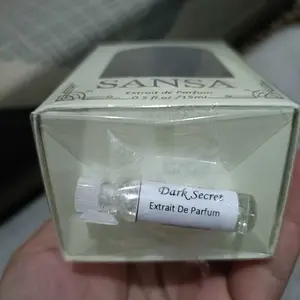 SANSA
Extrait de Parfum
0.5 fl.oz/15ml
Dark Secret
Extrait De Parfum